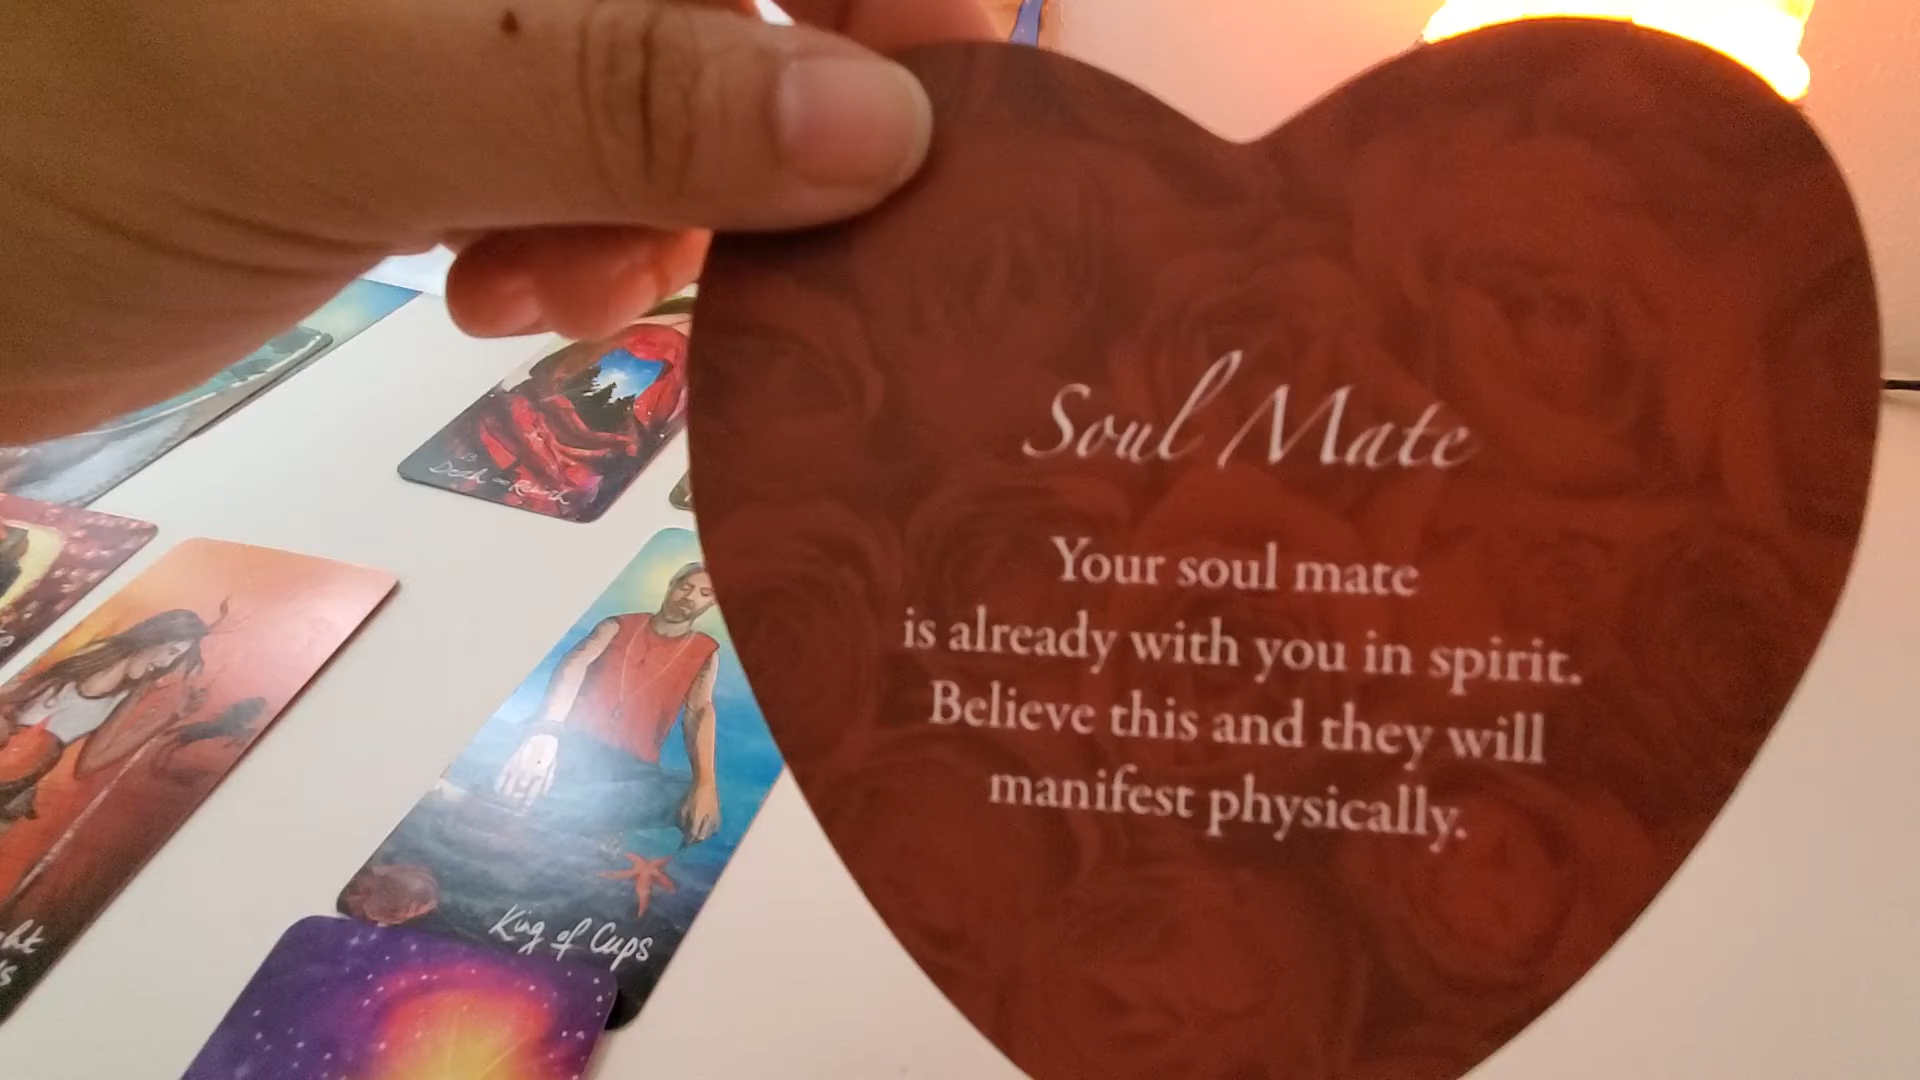 Soul Mate
Your soul mate
is already with you in spirit.
Believe this and they will
manifest physically.
Death ∞ Rebirth
King of Cups